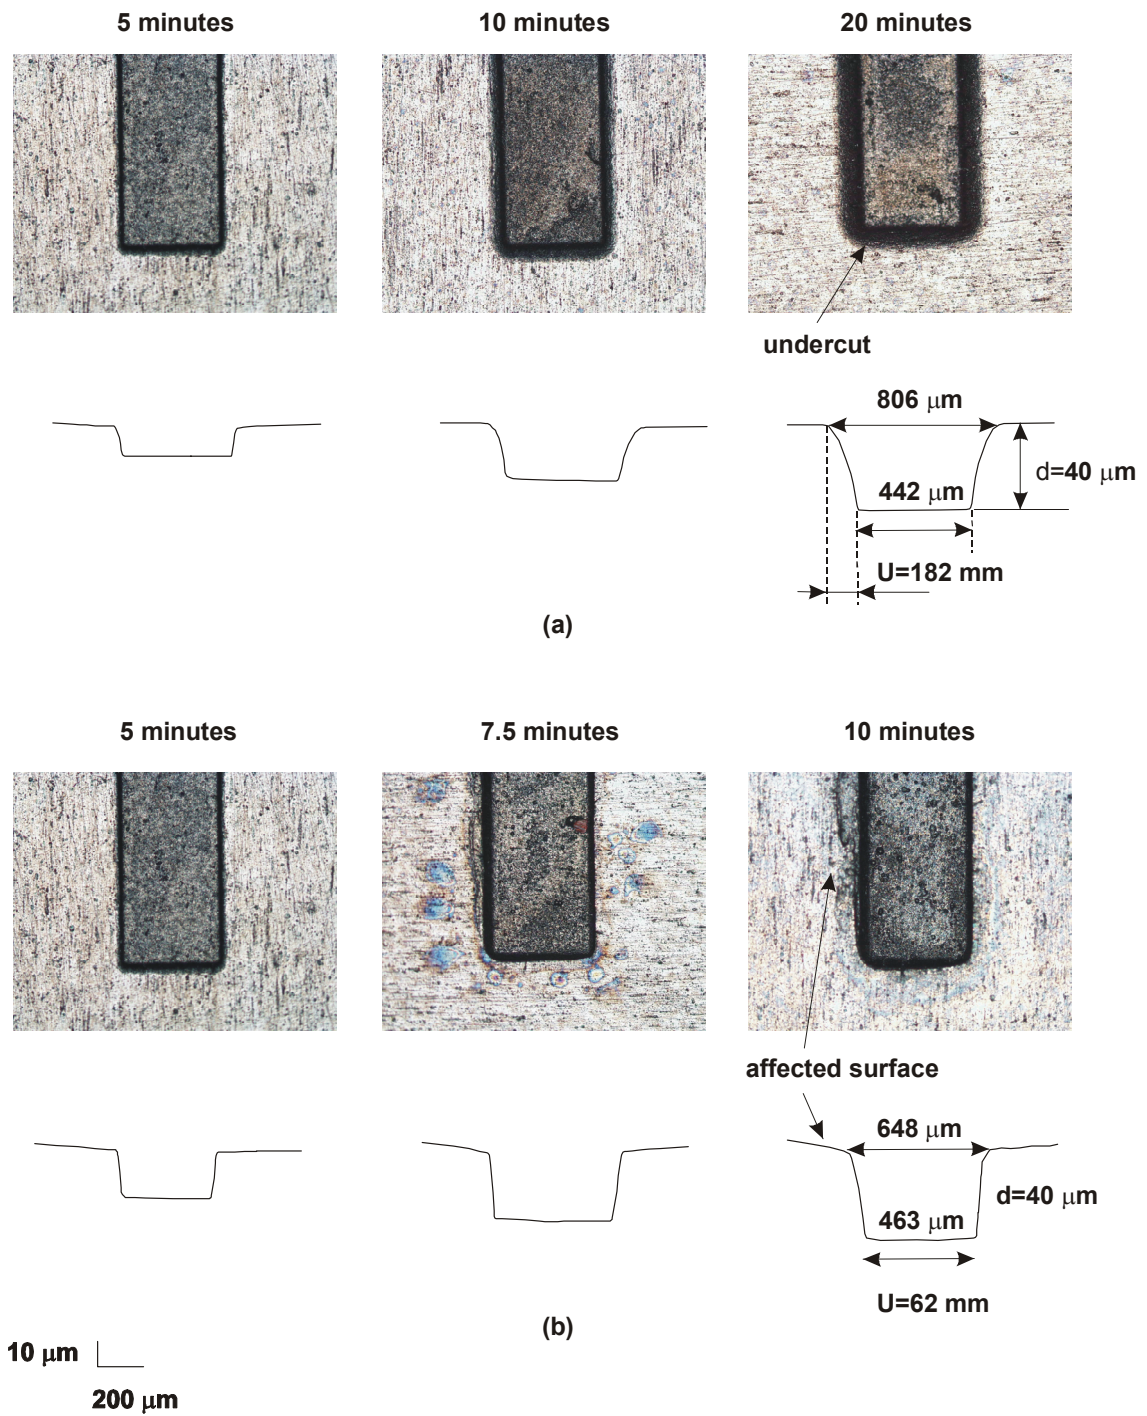 5 minutes 10 minutes 20 minutes
undercut
806 μm
d=40 μm
442 μm
U=182 mm
(a)
5 minutes 7.5 minutes 10 minutes
affected surface
648 μm
d=40 μm
463 μm
U=62 mm
(b)
10 μm
200 μm